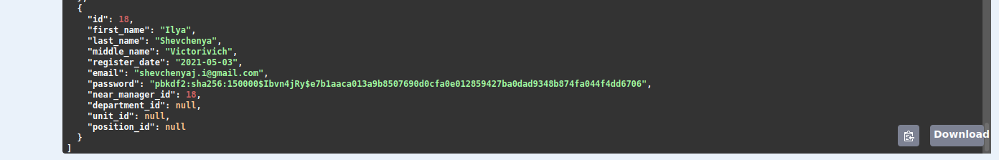 {
"id": 18,
"first_name": "Ilya",
"last_name": "Shevchenya",
"middle_name": "Victorivich",
"register_date": "2021-05-03",
"email": "shevchenyaj.i@gmail.com",
"password": "pbkdf2:sha256:150000$Ibvn4jRy$e7b1aaca013a9b8507690d0cfa0e012859427ba0dad9348b874fa044f4dd6706",
"near_manager_id": 18,
"department_id": null,
"unit_id": null,
"position_id": null
}
]
Download